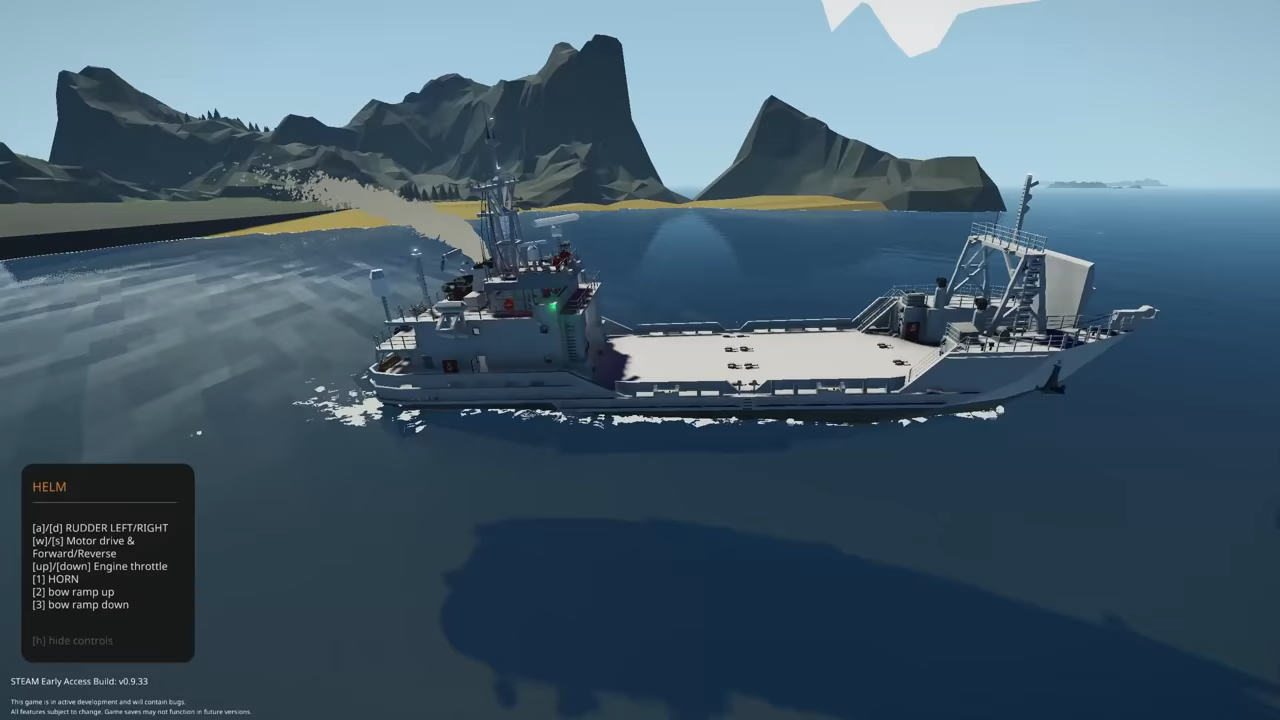 HELM
[a]/[d] RUDDER LEFT/RIGHT
[w]/[s] Motor drive &
Forward/Reverse
[up]/[down] Engine throttle
[1] HORN
[2] bow ramp up
[3] bow ramp down
[h] hide controls
STEAM Early Access Build: v0.9.33
This game is in active development and will contain bugs.
All features subject to change. Game saves may not function in future versions.